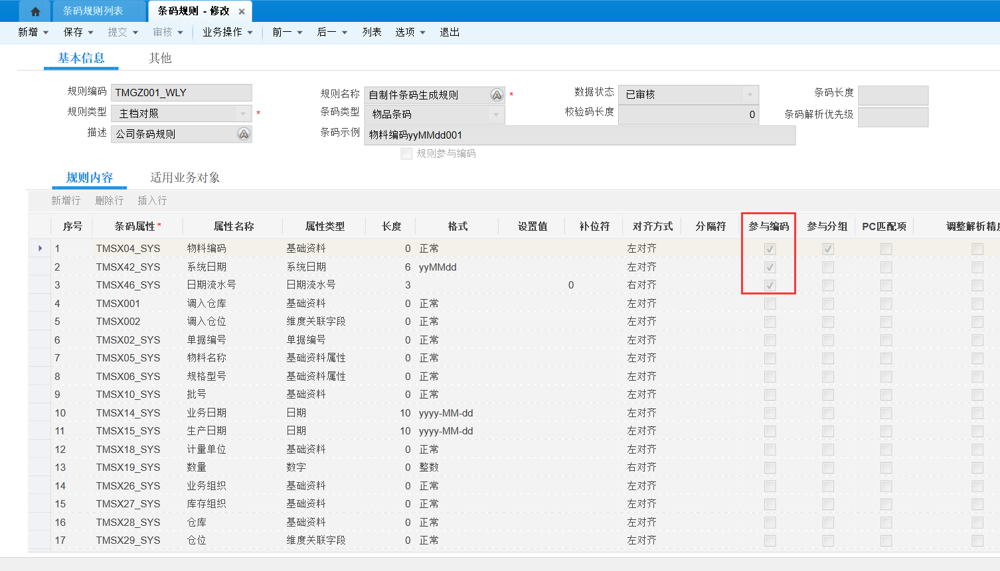 条码规则列表 条码规则 - 修改
新增 保存 提交 审核 业务操作 前一 后一 列表 选项 退出
基本信息 其他
规则编码 TMGZ001_WLY 规则名称 自制件条码生成规则 * 数据状态 已审核 条码长度
规则类型 主档对照 * 条码类型 物品条码 校验码长度 0 条码解析优先级
描述 公司条码规则 条码示例 物料编码yyMMdd001
规则参与编码
规则内容 适用业务对象
新增行 删除行 插入行
序号 条码属性* 属性名称 属性类型 长度 格式 设置值 补位符 对齐方式 分隔符 参与编码 参与分组 PC匹配项 调整解析精
1 TMSX04_SYS 物料编码 基础资料 0 正常 左对齐
2 TMSX42_SYS 系统日期 系统日期 6 yyMMdd 左对齐
3 TMSX46_SYS 日期流水号 日期流水号 3 0 右对齐
4 TMSX001 调入仓库 基础资料 0 正常 左对齐
5 TMSX002 调入仓位 维度关联字段 0 正常 左对齐
6 TMSX02_SYS 单据编号 单据编号 0 正常 左对齐
7 TMSX05_SYS 物料名称 基础资料属性 0 正常 左对齐
8 TMSX06_SYS 规格型号 基础资料属性 0 正常 左对齐
9 TMSX10_SYS 批号 基础资料 0 正常 左对齐
10 TMSX14_SYS 业务日期 日期 10 yyyy-MM-dd 左对齐
11 TMSX15_SYS 生产日期 日期 10 yyyy-MM-dd 左对齐
12 TMSX18_SYS 计量单位 基础资料 0 正常 左对齐
13 TMSX19_SYS 数量 数字 0 整数 右对齐
14 TMSX26_SYS 业务组织 基础资料 0 正常 左对齐
15 TMSX27_SYS 库存组织 基础资料 0 正常 左对齐
16 TMSX28_SYS 仓库 基础资料 0 正常 左对齐
17 TMSX29_SYS 仓位 维度关联字段 0 正常 左对齐